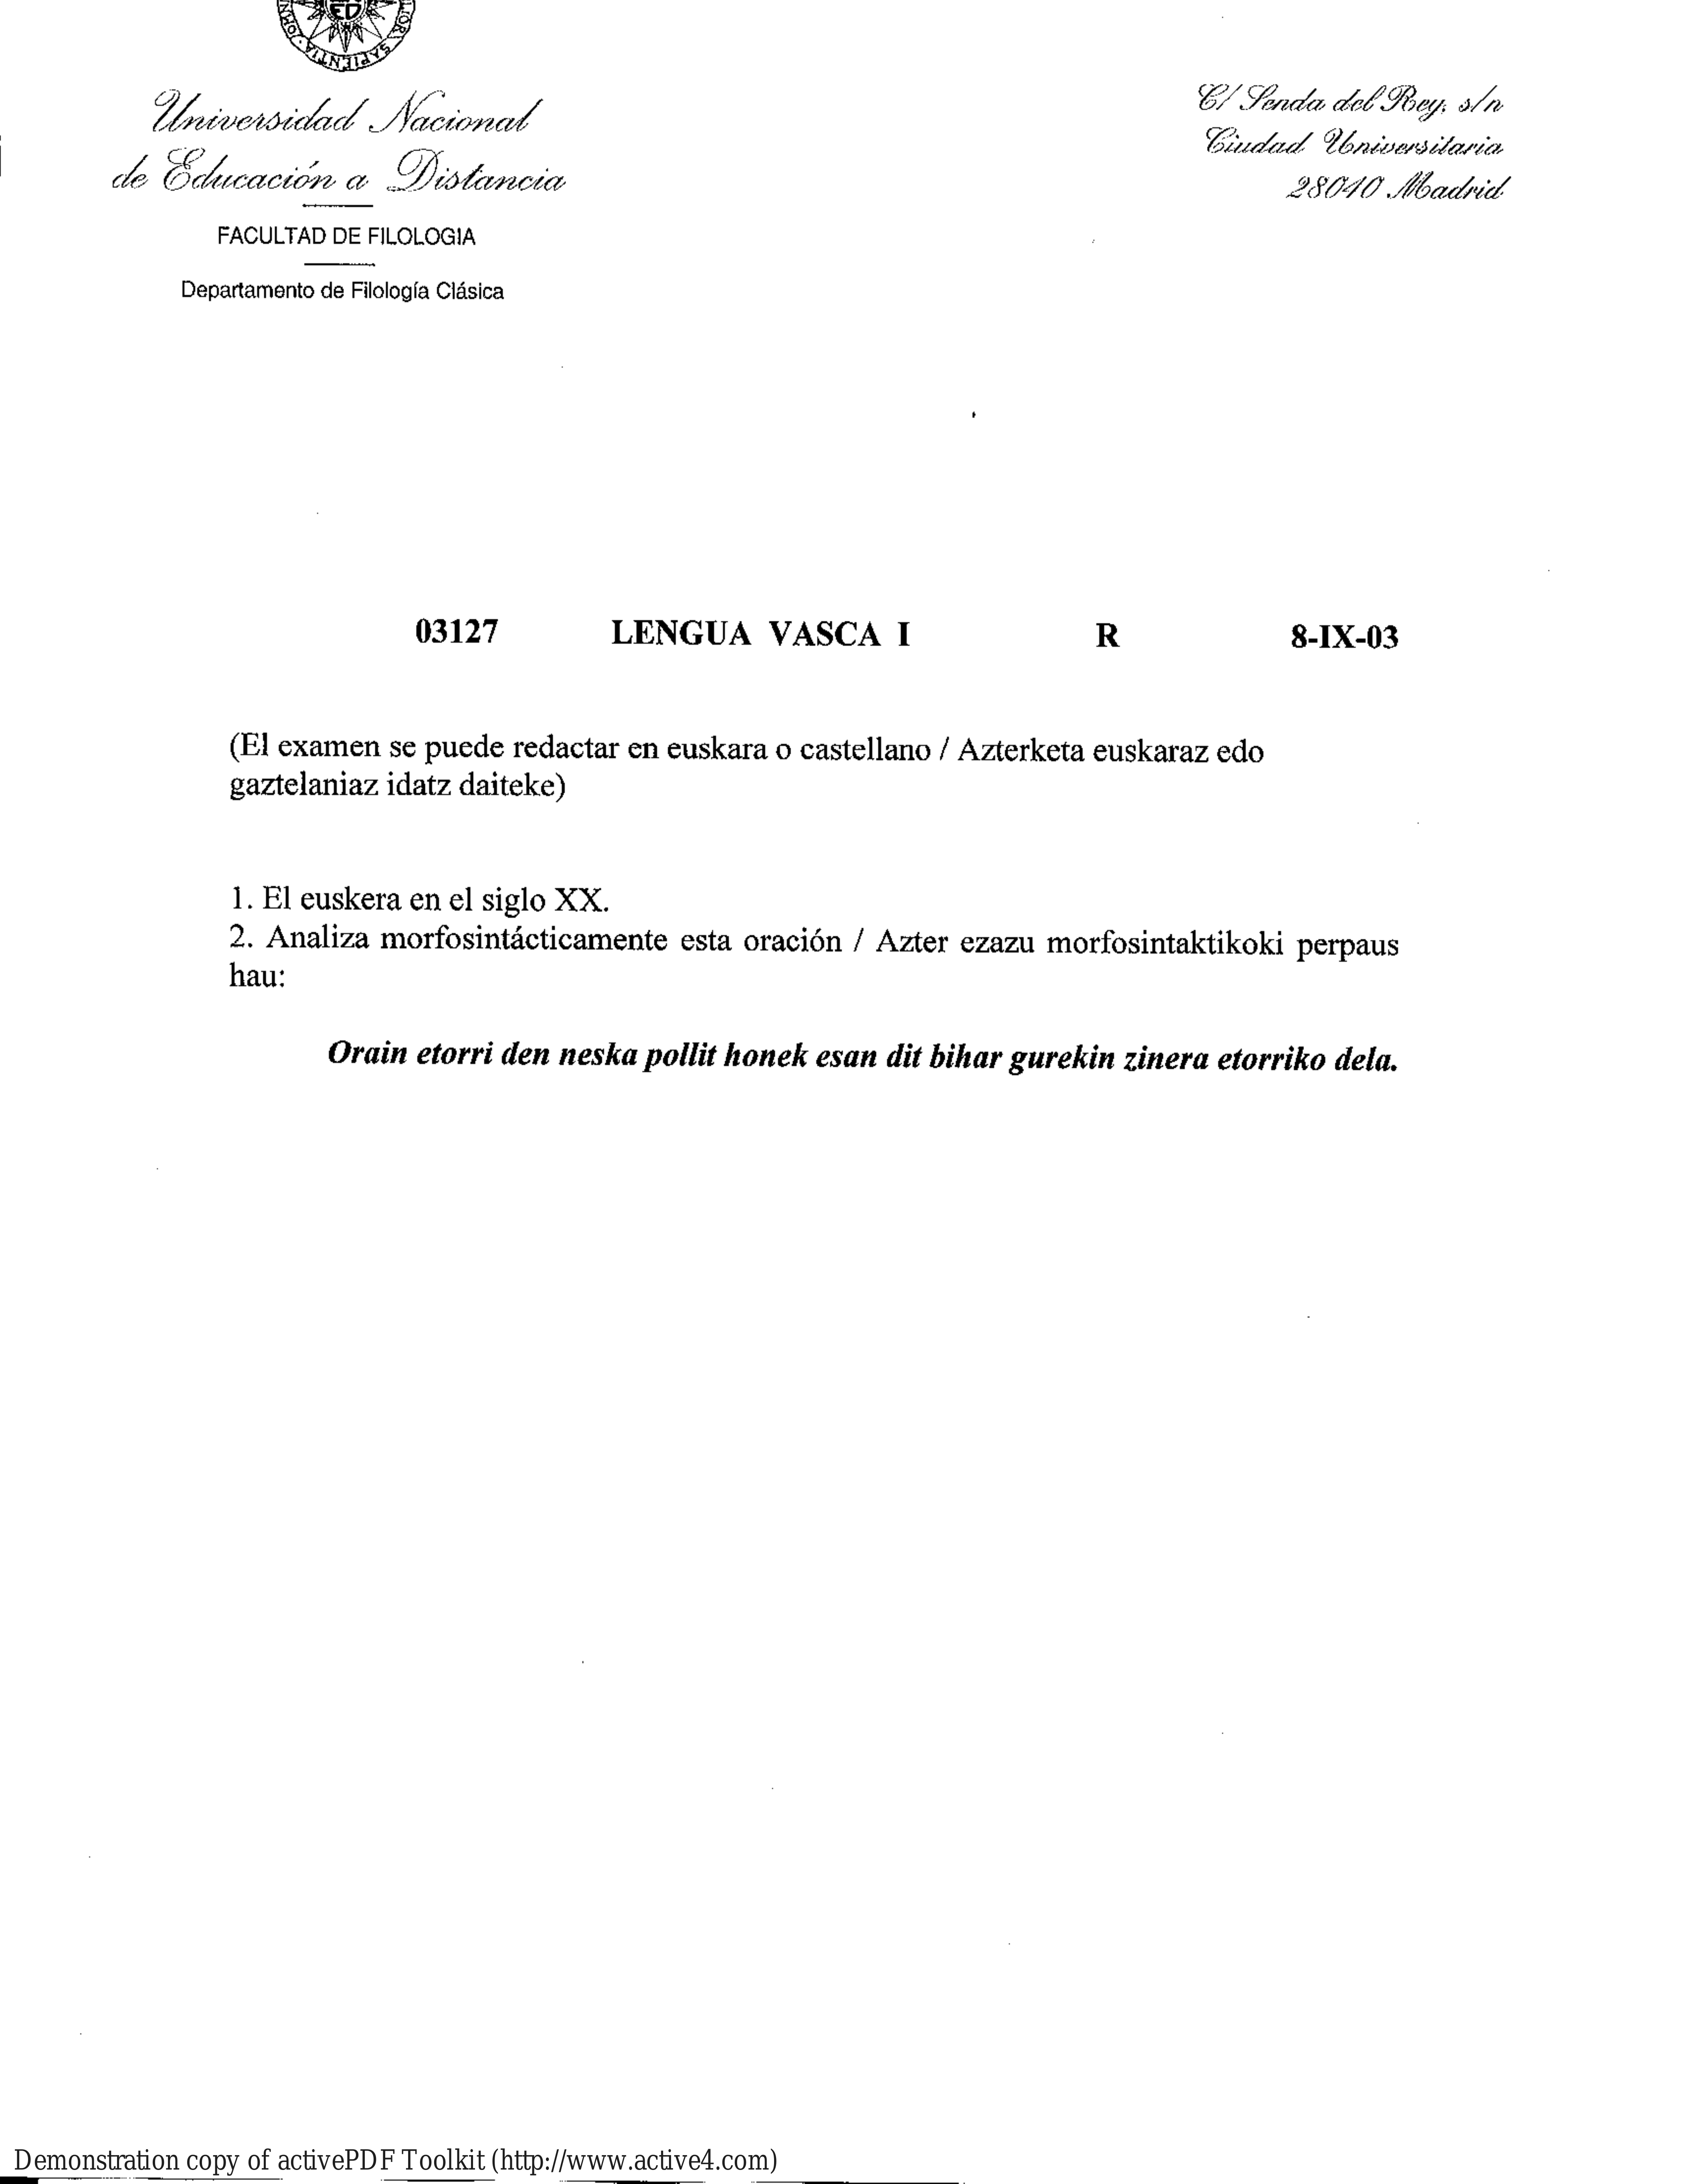 ED
OMNI
SAPIENTIA
Universidad Nacional
de Educación a Distancia
FACULTAD DE FILOLOGIA
Departamento de Filología Clásica
C/ Senda del Rey, s/n
Ciudad Universitaria
28040 Madrid
03127 LENGUA VASCA I R 8-IX-03
(El examen se puede redactar en euskara o castellano / Azterketa euskaraz edo
gaztelaniaz idatz daiteke)
1. El euskera en el siglo XX.
2. Analiza morfosintácticamente esta oración / Azter ezazu morfosintaktikoki perpaus
hau:
Orain etorri den neska pollit honek esan dit bihar gurekin zinera etorriko dela.
Demonstration copy of activePDF Toolkit (http://www.active4.com)